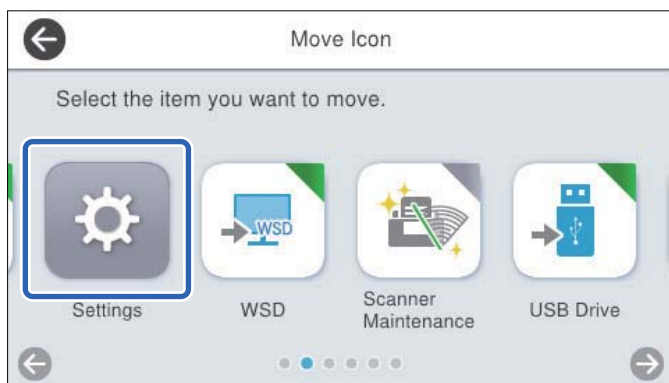 Move Icon
Select the item you want to move.
WSD
Settings
WSD
Scanner
Maintenance
USB Drive